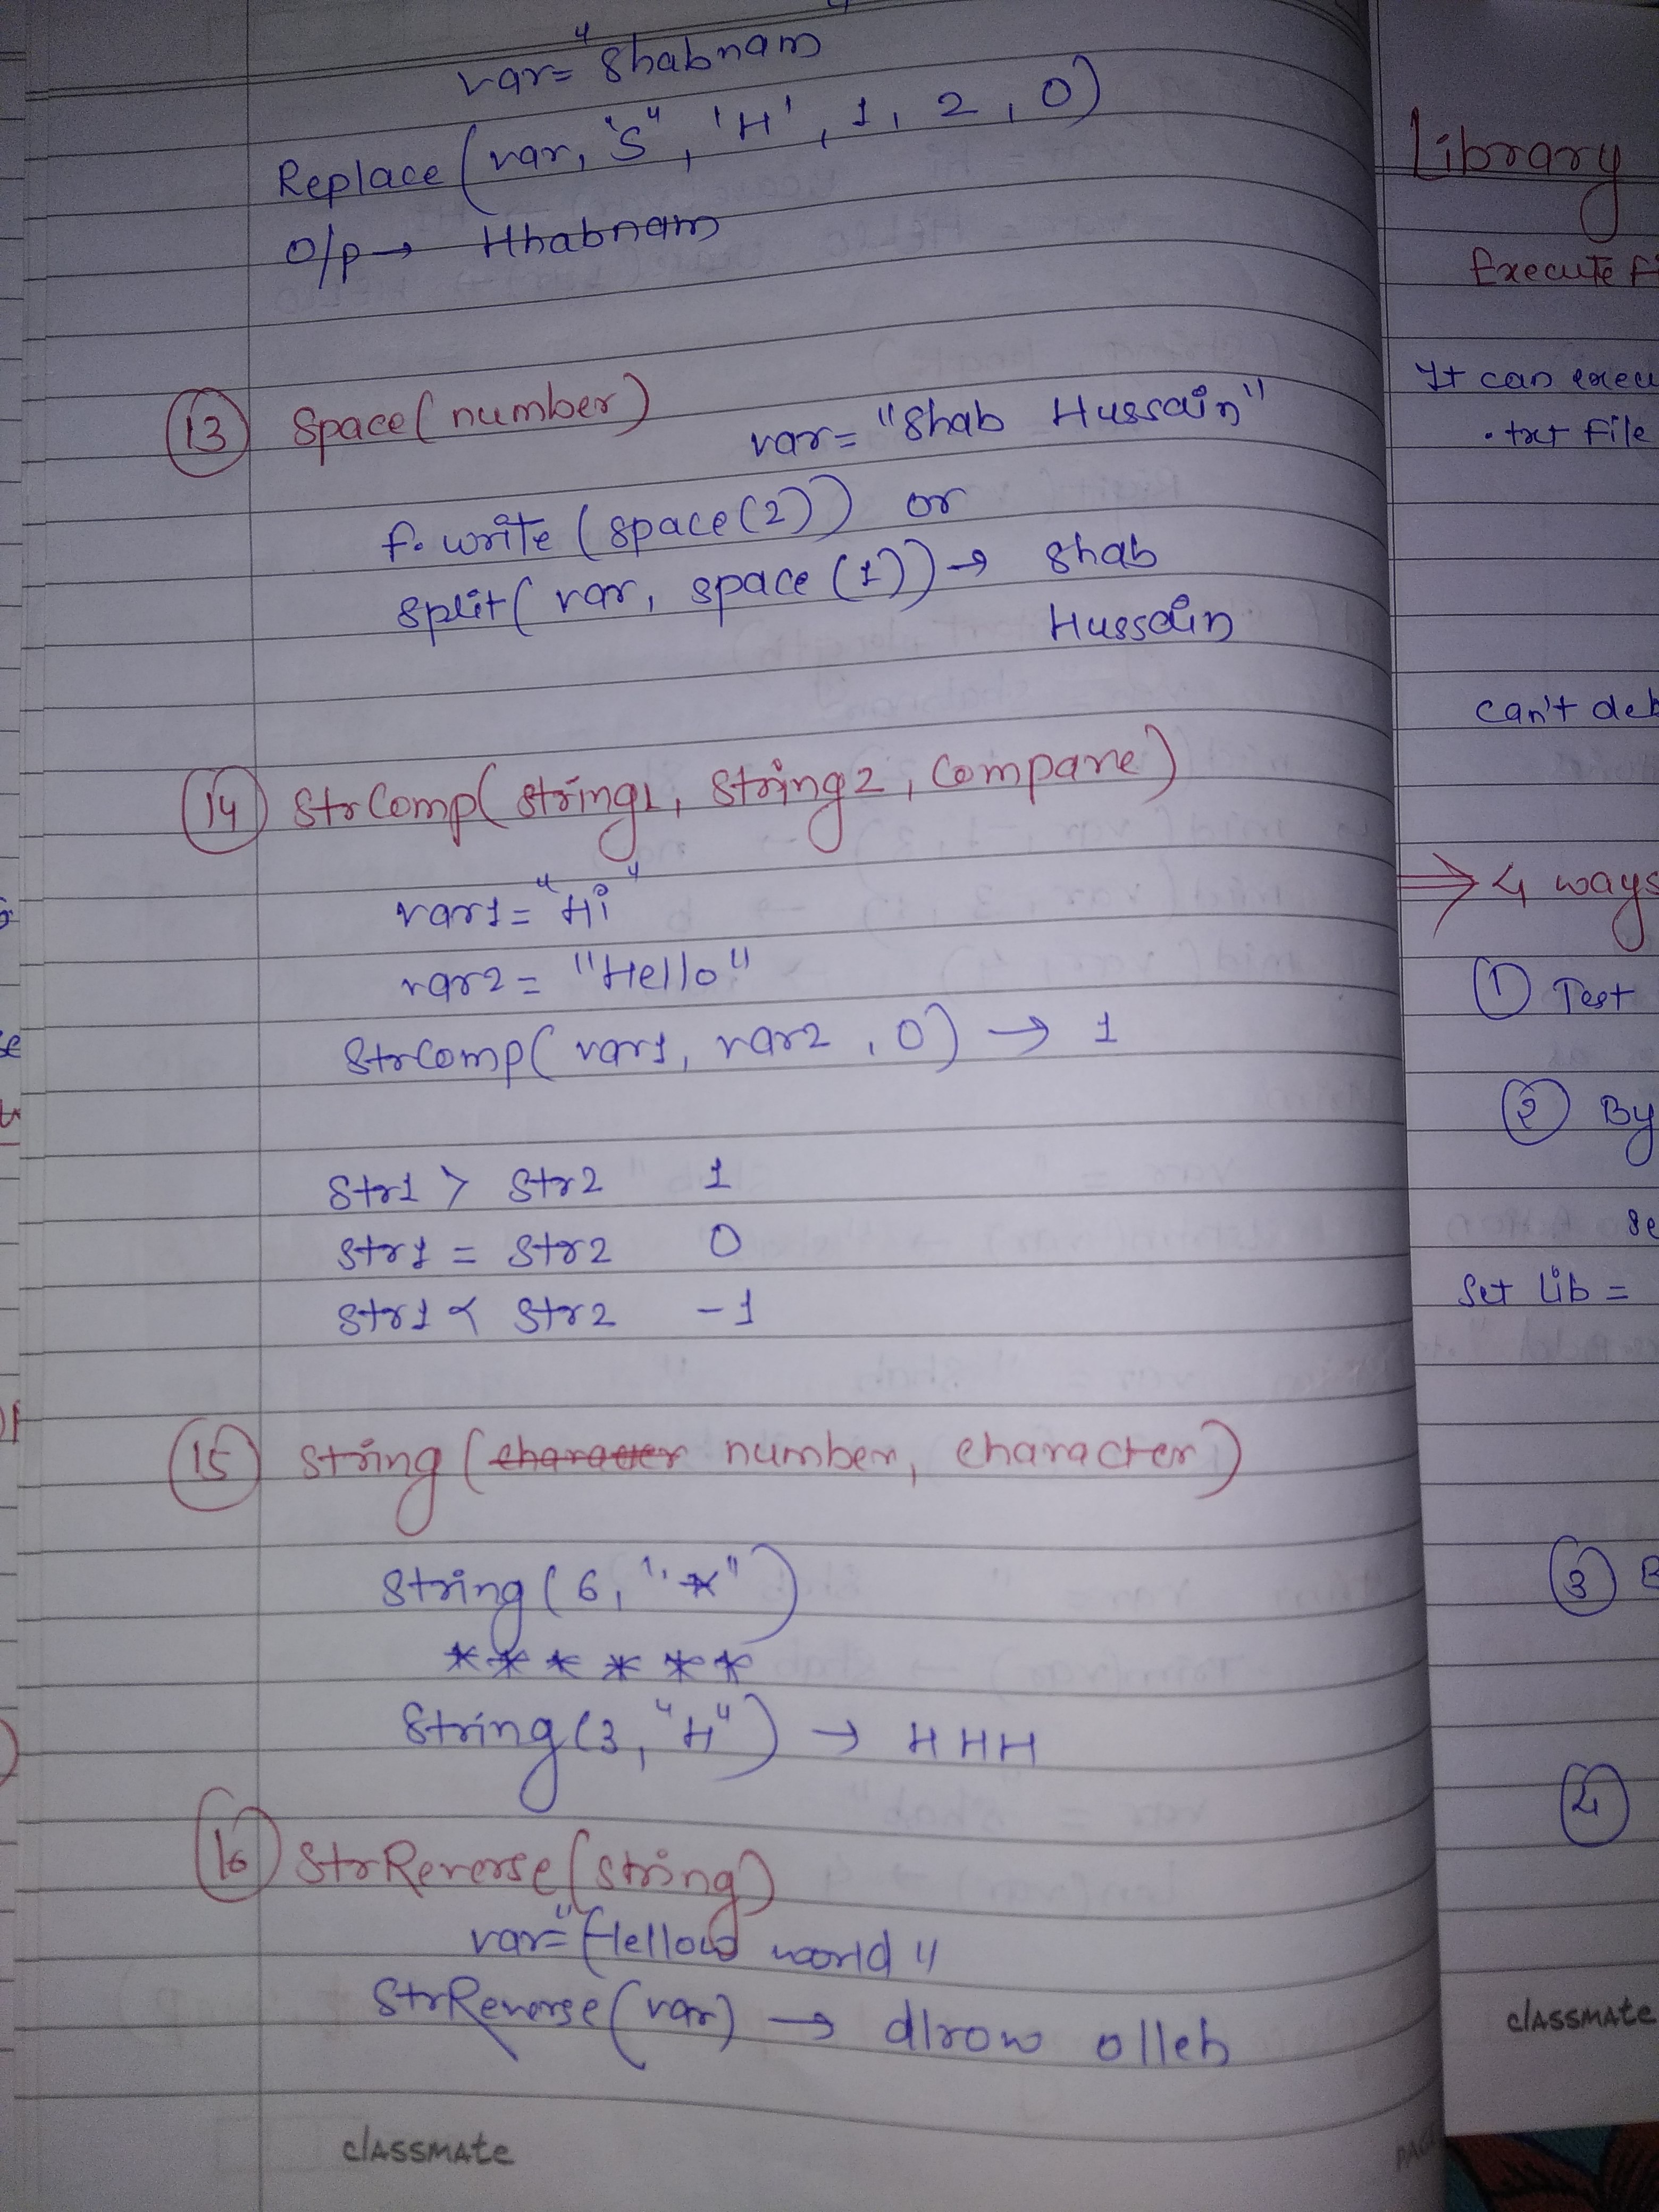 var= "Shabnam
Replace (var, "S", 'H', 1, 2, 0)
O/p → Hhabnam
13 Space (number)
var= "Shab Hussain"
f.write (space(2)) or
split( var, space (1)) → Shab
Hussain
14 StrComp( string1, string2, compare)
var1= "Hi"
var2= "Hello"
StrComp( var1, var2, 0) → 1
Str1 > Str2 1
Str1 = Str2 0
Str1 < Str2 -1
15 String ( character number, character)
String ( 6, "*")
* * * * * *
String(3, "H") → HHH
16 StrReverse (string)
var= "Hellow world"
StrReverse (var) → dlrow olleh
classmate
Library
Execute
It can
.txt File
can't
⇒ 4 ways
1 Test
2 By
Set lib =
3
4
classmate
PAGE